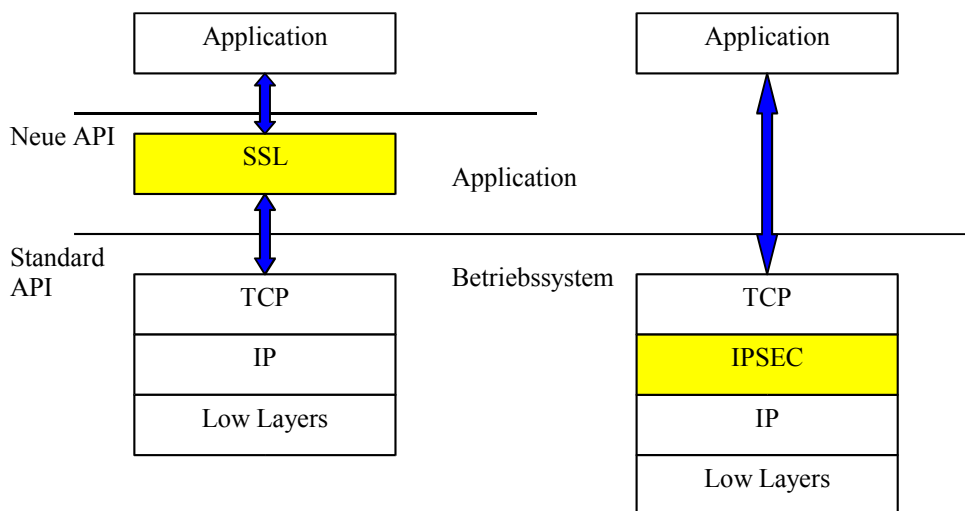 Application
Application
Neue API
SSL
Application
Standard
API
Betriebssystem
TCP
TCP
IP
IPSEC
Low Layers
IP
Low Layers